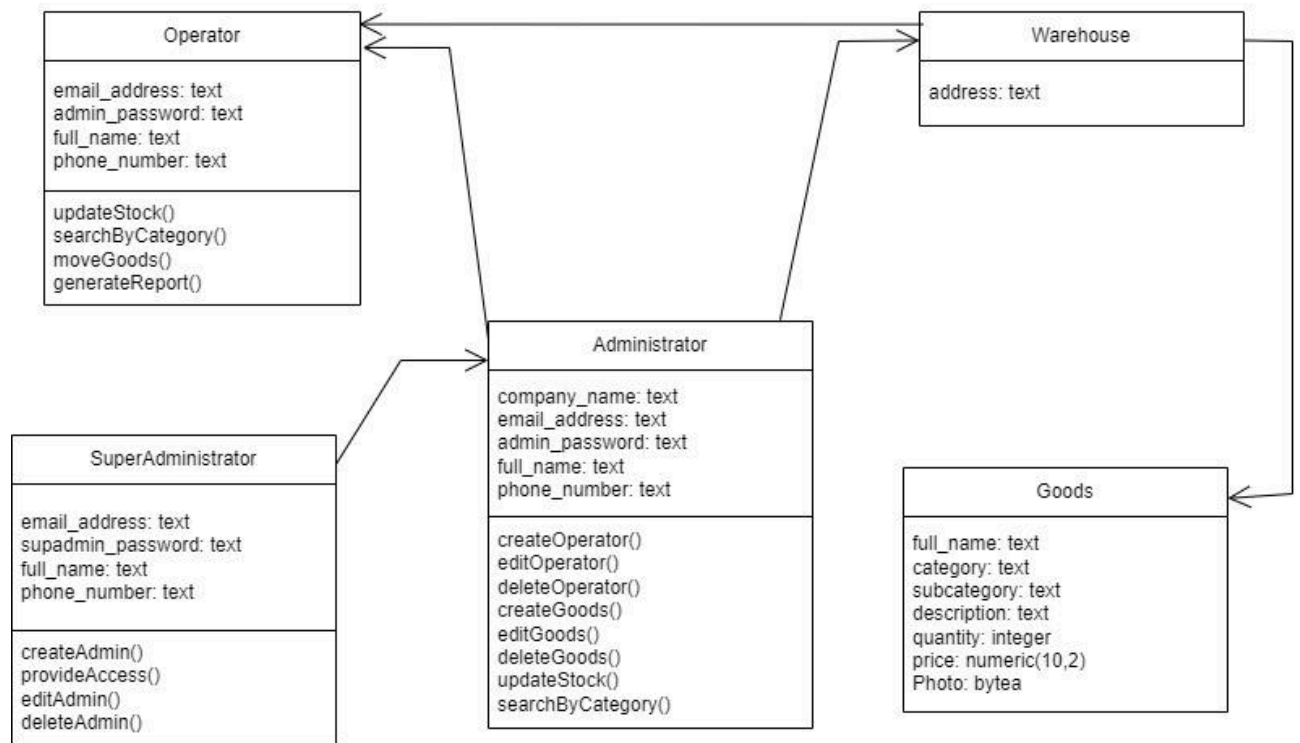 Operator
email_address: text
admin_password: text
full_name: text
phone_number: text
updateStock()
searchByCategory()
moveGoods()
generateReport()
Warehouse
address: text
Administrator
company_name: text
email_address: text
admin_password: text
full_name: text
phone_number: text
createOperator()
editOperator()
deleteOperator()
createGoods()
editGoods()
deleteGoods()
updateStock()
searchByCategory()
SuperAdministrator
email_address: text
supadmin_password: text
full_name: text
phone_number: text
createAdmin()
provideAccess()
editAdmin()
deleteAdmin()
Goods
full_name: text
category: text
subcategory: text
description: text
quantity: integer
price: numeric(10,2)
Photo: bytea